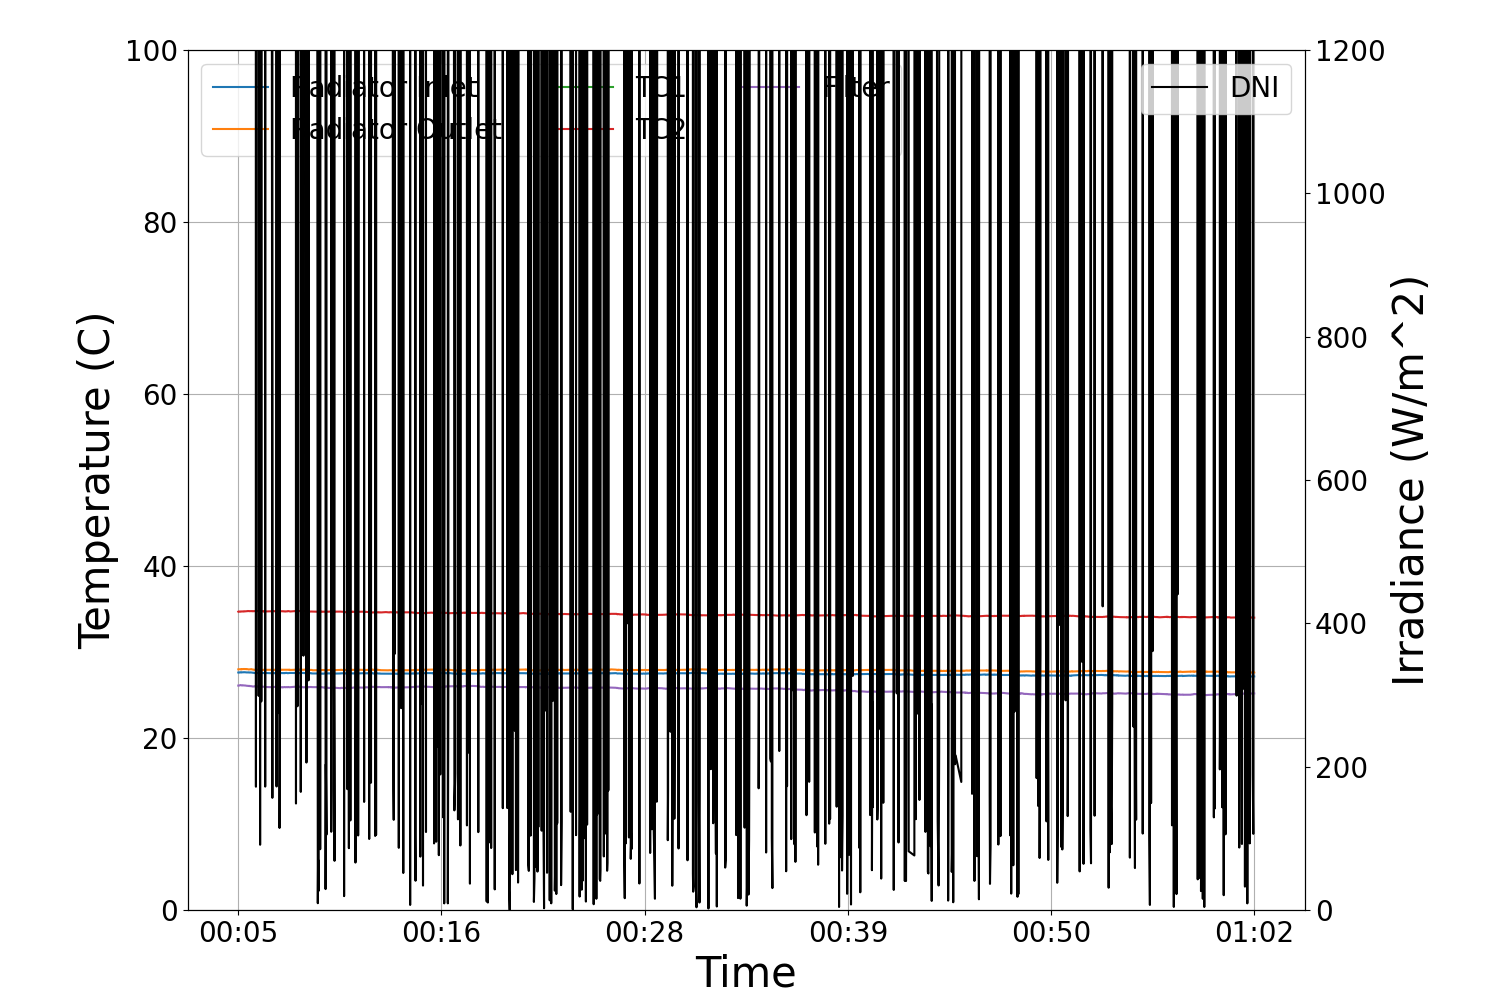 100
80
60
40
20
0
Temperature (C)
Radiator Inlet
Radiator Outlet
TC1
TC2
Filter
DNI
1200
1000
800
600
400
200
0
Irradiance (W/m^2)
00:05 00:16 00:28 00:39 00:50 01:02
Time